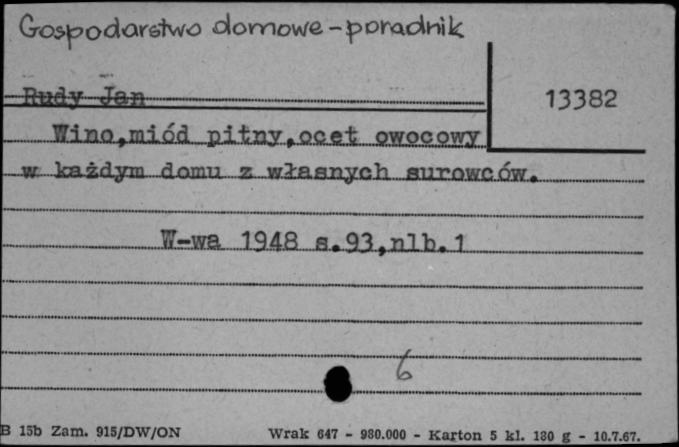 Gospodarstwo domowe - poradnik
Rudy Jan
13382
Wino,miód pitny,ocet owocowy
w każdym domu z własnych surowców.
W-wa 1948 s.93,nlb.1
6
B 15b Zam. 915/DW/ON
Wrak 647 - 980.000 - Karton 5 kl. 180 g - 10.7.67.